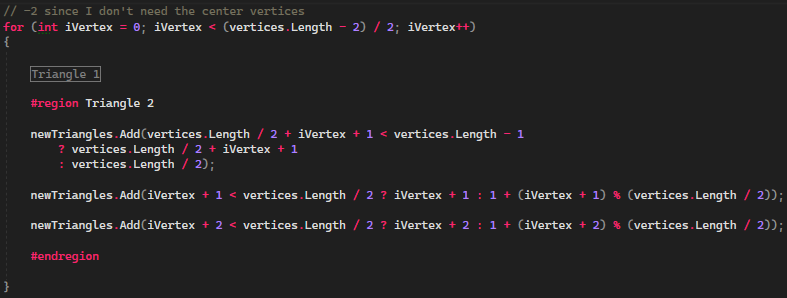 // -2 since I don't need the center vertices
for (int iVertex = 0; iVertex < (vertices.Length - 2) / 2; iVertex++)
{
Triangle 1
#region Triangle 2
newTriangles.Add(vertices.Length / 2 + iVertex + 1 < vertices.Length - 1
? vertices.Length / 2 + iVertex + 1
: vertices.Length / 2);
newTriangles.Add(iVertex + 1 < vertices.Length / 2 ? iVertex + 1 : 1 + (iVertex + 1) % (vertices.Length / 2));
newTriangles.Add(iVertex + 2 < vertices.Length / 2 ? iVertex + 2 : 1 + (iVertex + 2) % (vertices.Length / 2));
#endregion
}